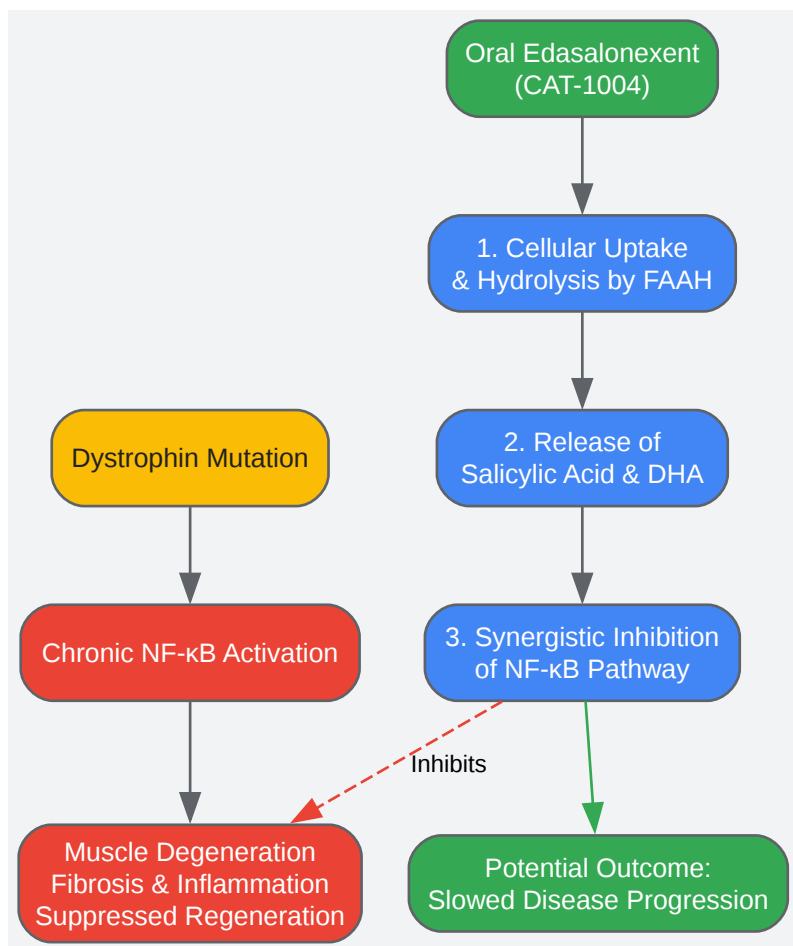 Oral Edasalonexent
(CAT-1004)
1. Cellular Uptake
& Hydrolysis by FAAH
Dystrophin Mutation
2. Release of
Salicylic Acid & DHA
Chronic NF-κB Activation
3. Synergistic Inhibition
of NF-κB Pathway
Inhibits
Muscle Degeneration
Fibrosis & Inflammation
Suppressed Regeneration
Potential Outcome:
Slowed Disease Progression